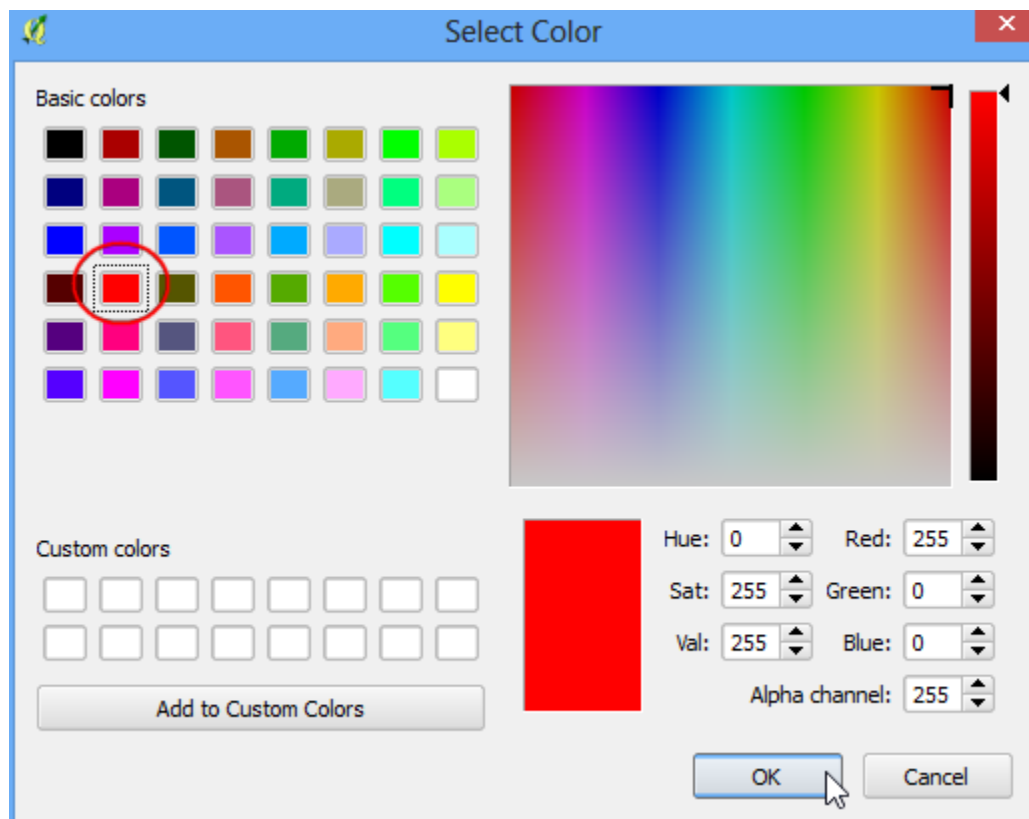 Select Color
Basic colors
Custom colors
Add to Custom Colors
Hue: 0 Red: 255
Sat: 255 Green: 0
Val: 255 Blue: 0
Alpha channel: 255
OK Cancel